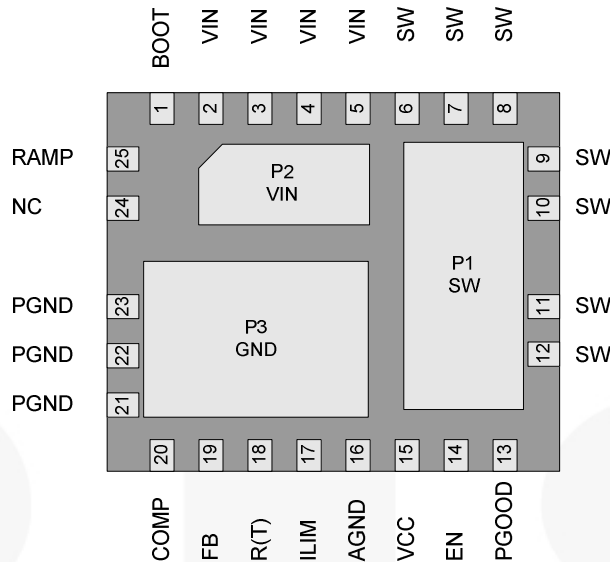 BOOT VIN VIN VIN VIN SW SW SW
1 2 3 4 5 6 7 8
RAMP 25 9 SW
P2
VIN
NC 24 10 SW
P1
SW
PGND 23 11 SW
P3
GND
PGND 22 12 SW
PGND 21
20 19 18 17 16 15 14 13
COMP FB R(T) ILIM AGND VCC EN PGOOD